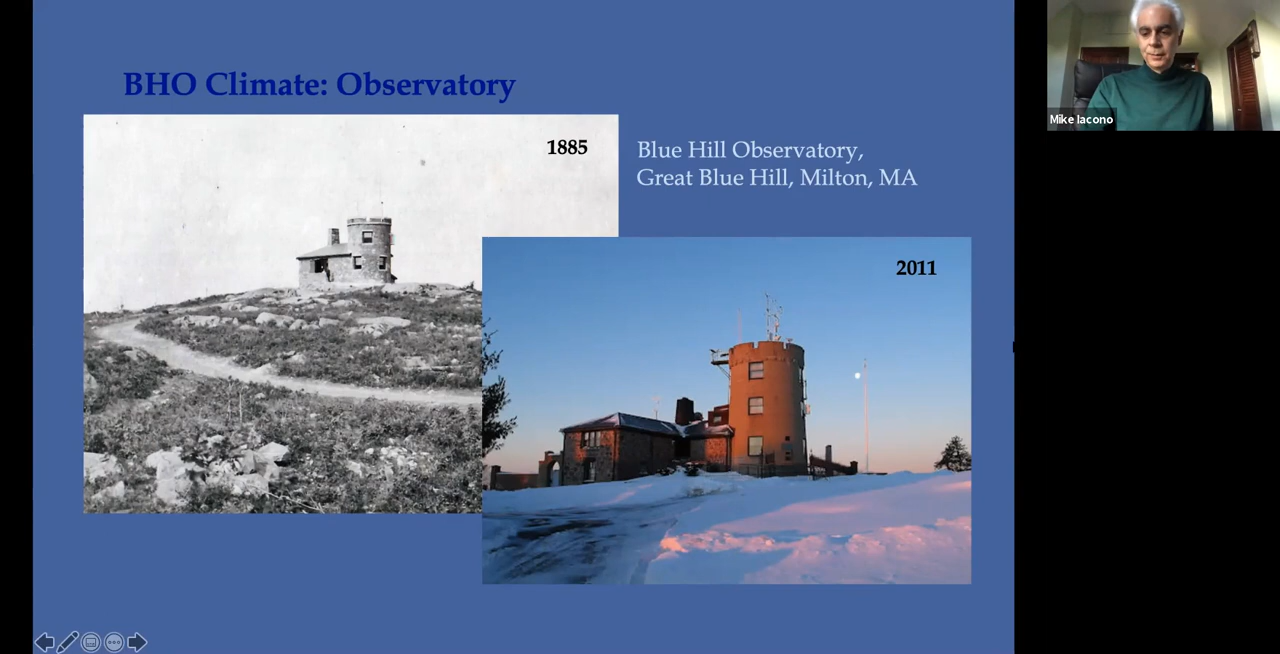 BHO Climate: Observatory
1885
Blue Hill Observatory,
Great Blue Hill, Milton, MA
2011
Mike Iacono